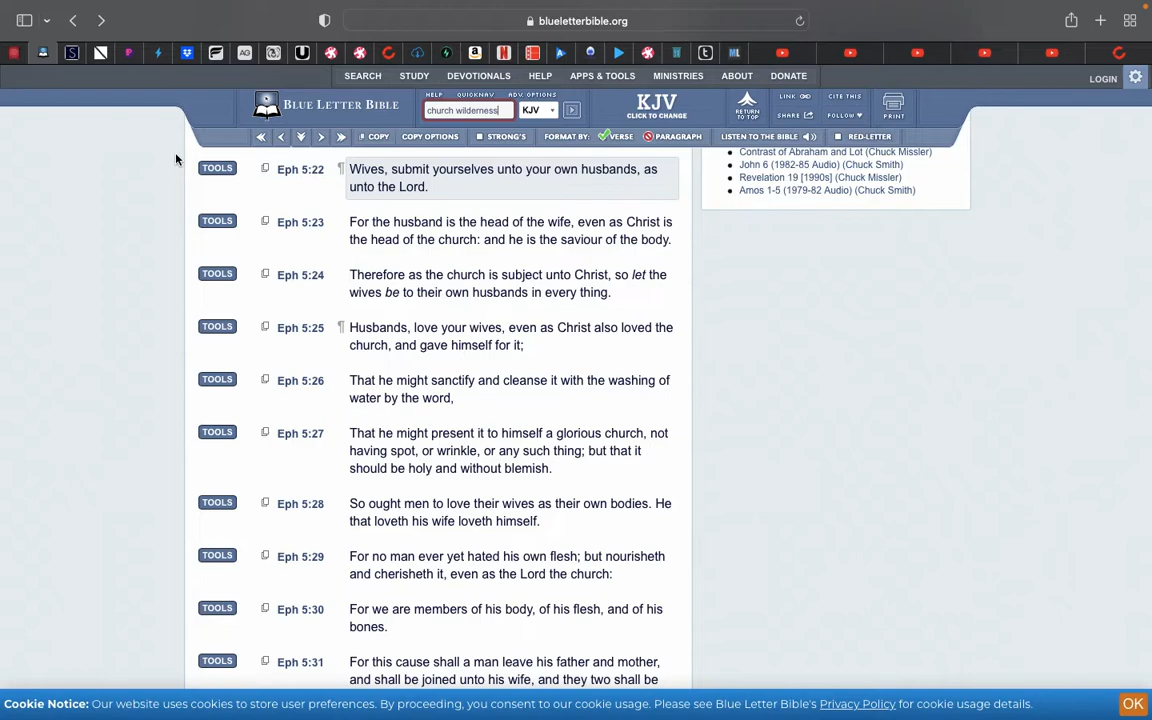 blueletterbible.org
AG
U
N
t
ML
SEARCH STUDY DEVOTIONALS HELP APPS & TOOLS MINISTRIES ABOUT DONATE
LOGIN
HELP QUICKNAV ADV. OPTIONS
BLUE LETTER BIBLE
church wilderness
KJV
KJV
CLICK TO CHANGE
RETURN
TO TOP
LINK
CITE THIS
SHARE
FOLLOW
PRINT
COPY COPY OPTIONS STRONG'S FORMAT BY: VERSE PARAGRAPH LISTEN TO THE BIBLE RED-LETTER
Contrast of Abraham and Lot (Chuck Missler)
John 6 (1982-85 Audio) (Chuck Smith)
Revelation 19 [1990s] (Chuck Missler)
Amos 1-5 (1979-82 Audio) (Chuck Smith)
TOOLS Eph 5:22 ¶ Wives, submit yourselves unto your own husbands, as
unto the Lord.
TOOLS Eph 5:23 For the husband is the head of the wife, even as Christ is
the head of the church: and he is the saviour of the body.
TOOLS Eph 5:24 Therefore as the church is subject unto Christ, so let the
wives be to their own husbands in every thing.
TOOLS Eph 5:25 ¶ Husbands, love your wives, even as Christ also loved the
church, and gave himself for it;
TOOLS Eph 5:26 That he might sanctify and cleanse it with the washing of
water by the word,
TOOLS Eph 5:27 That he might present it to himself a glorious church, not
having spot, or wrinkle, or any such thing; but that it
should be holy and without blemish.
TOOLS Eph 5:28 So ought men to love their wives as their own bodies. He
that loveth his wife loveth himself.
TOOLS Eph 5:29 For no man ever yet hated his own flesh; but nourisheth
and cherisheth it, even as the Lord the church:
TOOLS Eph 5:30 For we are members of his body, of his flesh, and of his
bones.
TOOLS Eph 5:31 For this cause shall a man leave his father and mother,
and shall be joined unto his wife, and they two shall be
Cookie Notice: Our website uses cookies to store user preferences. By proceeding, you consent to our cookie usage. Please see Blue Letter Bible's Privacy Policy for cookie usage details.
OK